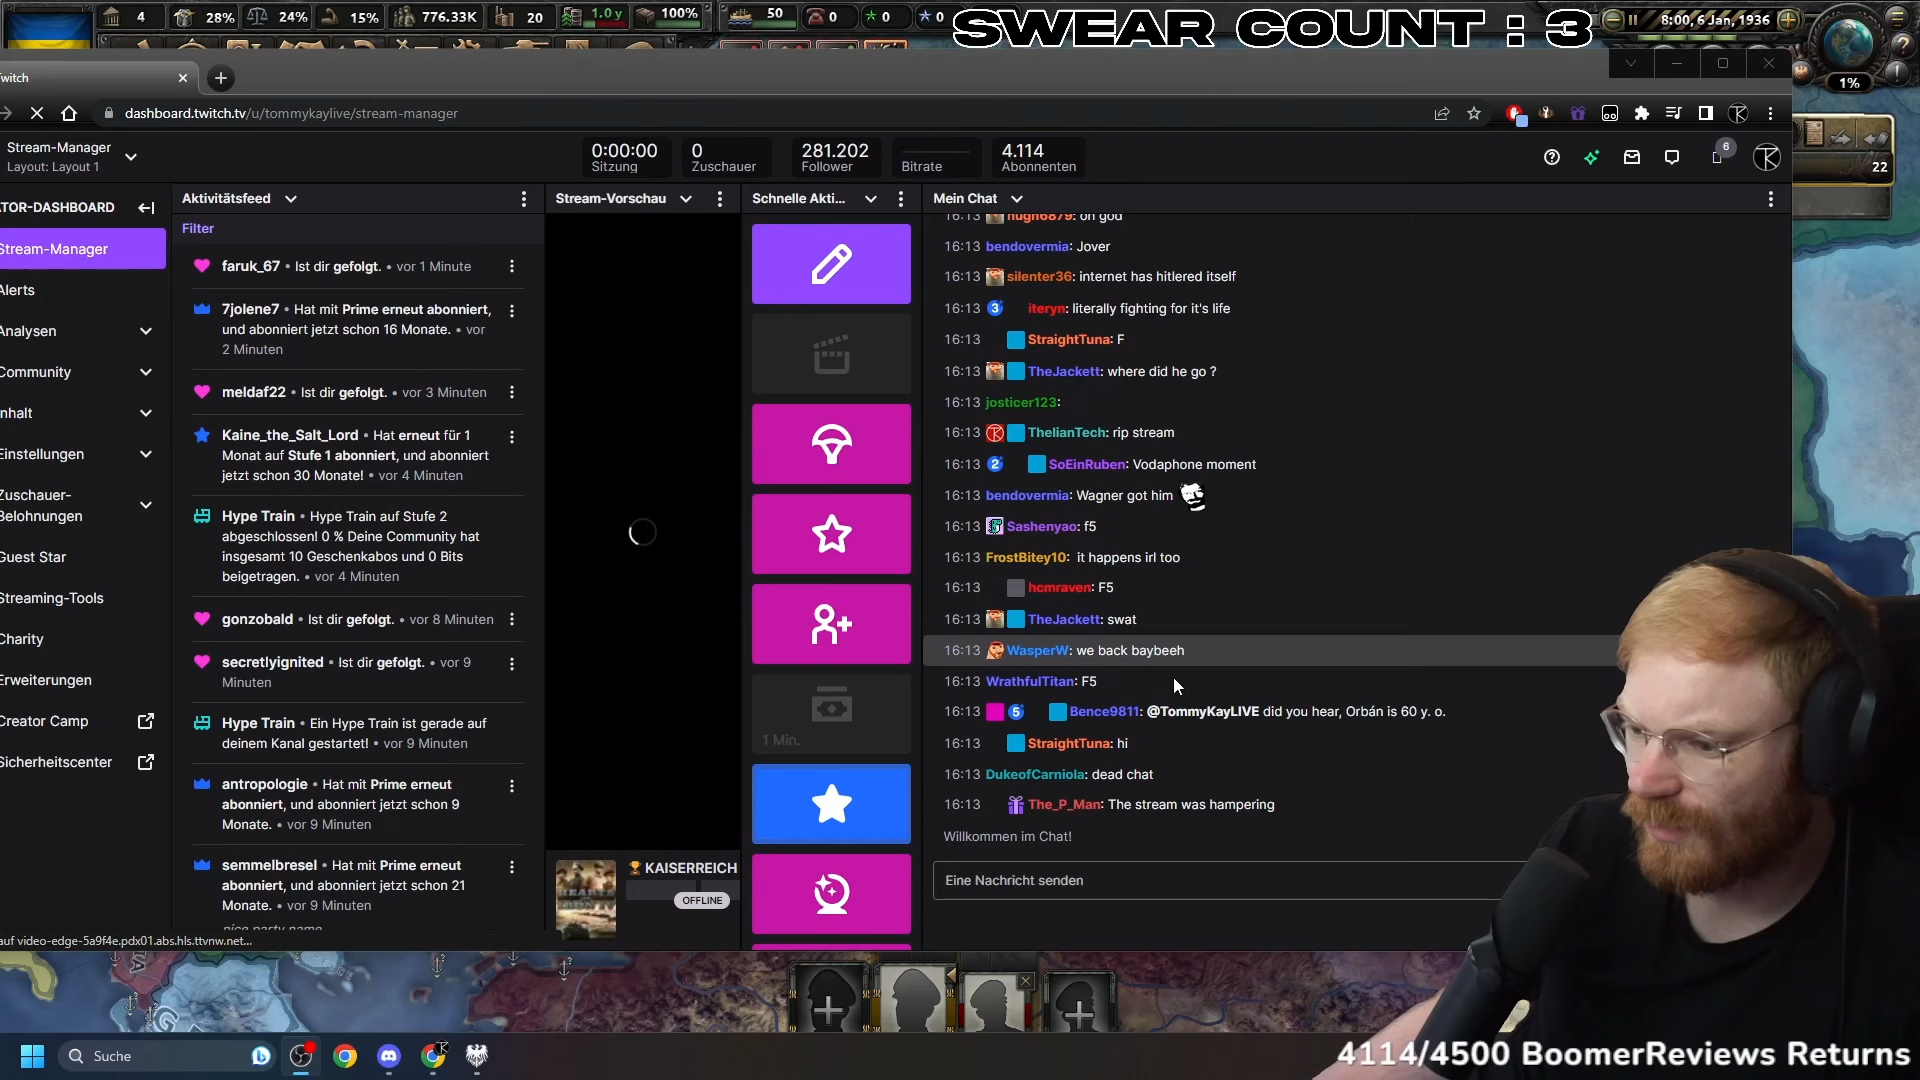 4
28%
24%
15%
776.33K
20
1.0 y
100%
50
0
0
0
SWEAR COUNT : 3
8:00, 6 Jan, 1936
1%
witch
dashboard.twitch.tv/u/tommykaylive/stream-manager
Stream-Manager
Layout: Layout 1
0:00:00
Sitzung
0
Zuschauer
281.202
Follower
Bitrate
4.114
Abonnenten
6
22
ATOR-DASHBOARD
Stream-Manager
Alerts
Analysen
Community
nhalt
Einstellungen
Zuschauer-
Belohnungen
Guest Star
Streaming-Tools
Charity
Erweiterungen
Creator Camp
Sicherheitscenter
Aktivitätsfeed
Filter
faruk_67 • Ist dir gefolgt. • vor 1 Minute
7jolene7 • Hat mit Prime erneut abonniert,
und abonniert jetzt schon 16 Monate. • vor
2 Minuten
meldaf22 • Ist dir gefolgt. • vor 3 Minuten
Kaine_the_Salt_Lord • Hat erneut für 1
Monat auf Stufe 1 abonniert, und abonniert
jetzt schon 30 Monate! • vor 4 Minuten
Hype Train • Hype Train auf Stufe 2
abgeschlossen! 0 % Deine Community hat
insgesamt 10 Geschenkabos und 0 Bits
beigetragen. • vor 4 Minuten
gonzobald • Ist dir gefolgt. • vor 8 Minuten
secretlyignited • Ist dir gefolgt. • vor 9
Minuten
Hype Train • Ein Hype Train ist gerade auf
deinem Kanal gestartet! • vor 9 Minuten
antropologie • Hat mit Prime erneut
abonniert, und abonniert jetzt schon 9
Monate. • vor 9 Minuten
semmelbresel • Hat mit Prime erneut
abonniert, und abonniert jetzt schon 21
Monate. • vor 9 Minuten
nice party name
auf video-edge-5a9f4e.pdx01.abs.hls.ttvnw.net...
Stream-Vorschau
KAISERREICH
OFFLINE
Schnelle Akti...
1 Min.
Mein Chat
16:13 hugh6879: on god
16:13 bendovermia: Jover
16:13 silenter36: internet has hitlered itself
16:13 3 iteryn: literally fighting for it's life
16:13 StraightTuna: F
16:13 TheJackett: where did he go ?
16:13 josticer123:
16:13 ThelianTech: rip stream
16:13 2 SoEinRuben: Vodaphone moment
16:13 bendovermia: Wagner got him
16:13 Sashenyao: f5
16:13 FrostBitey10: it happens irl too
16:13 hcmraven: F5
16:13 TheJackett: swat
16:13 WasperW: we back baybeeh
16:13 WrathfulTitan: F5
16:13 5 Bence9811: @TommyKayLIVE did you hear, Orbán is 60 y. o.
16:13 StraightTuna: hi
16:13 DukeofCarniola: dead chat
16:13 The_P_Man: The stream was hampering
Willkommen im Chat!
Eine Nachricht senden
Suche
4114/4500 BoomerReviews Returns